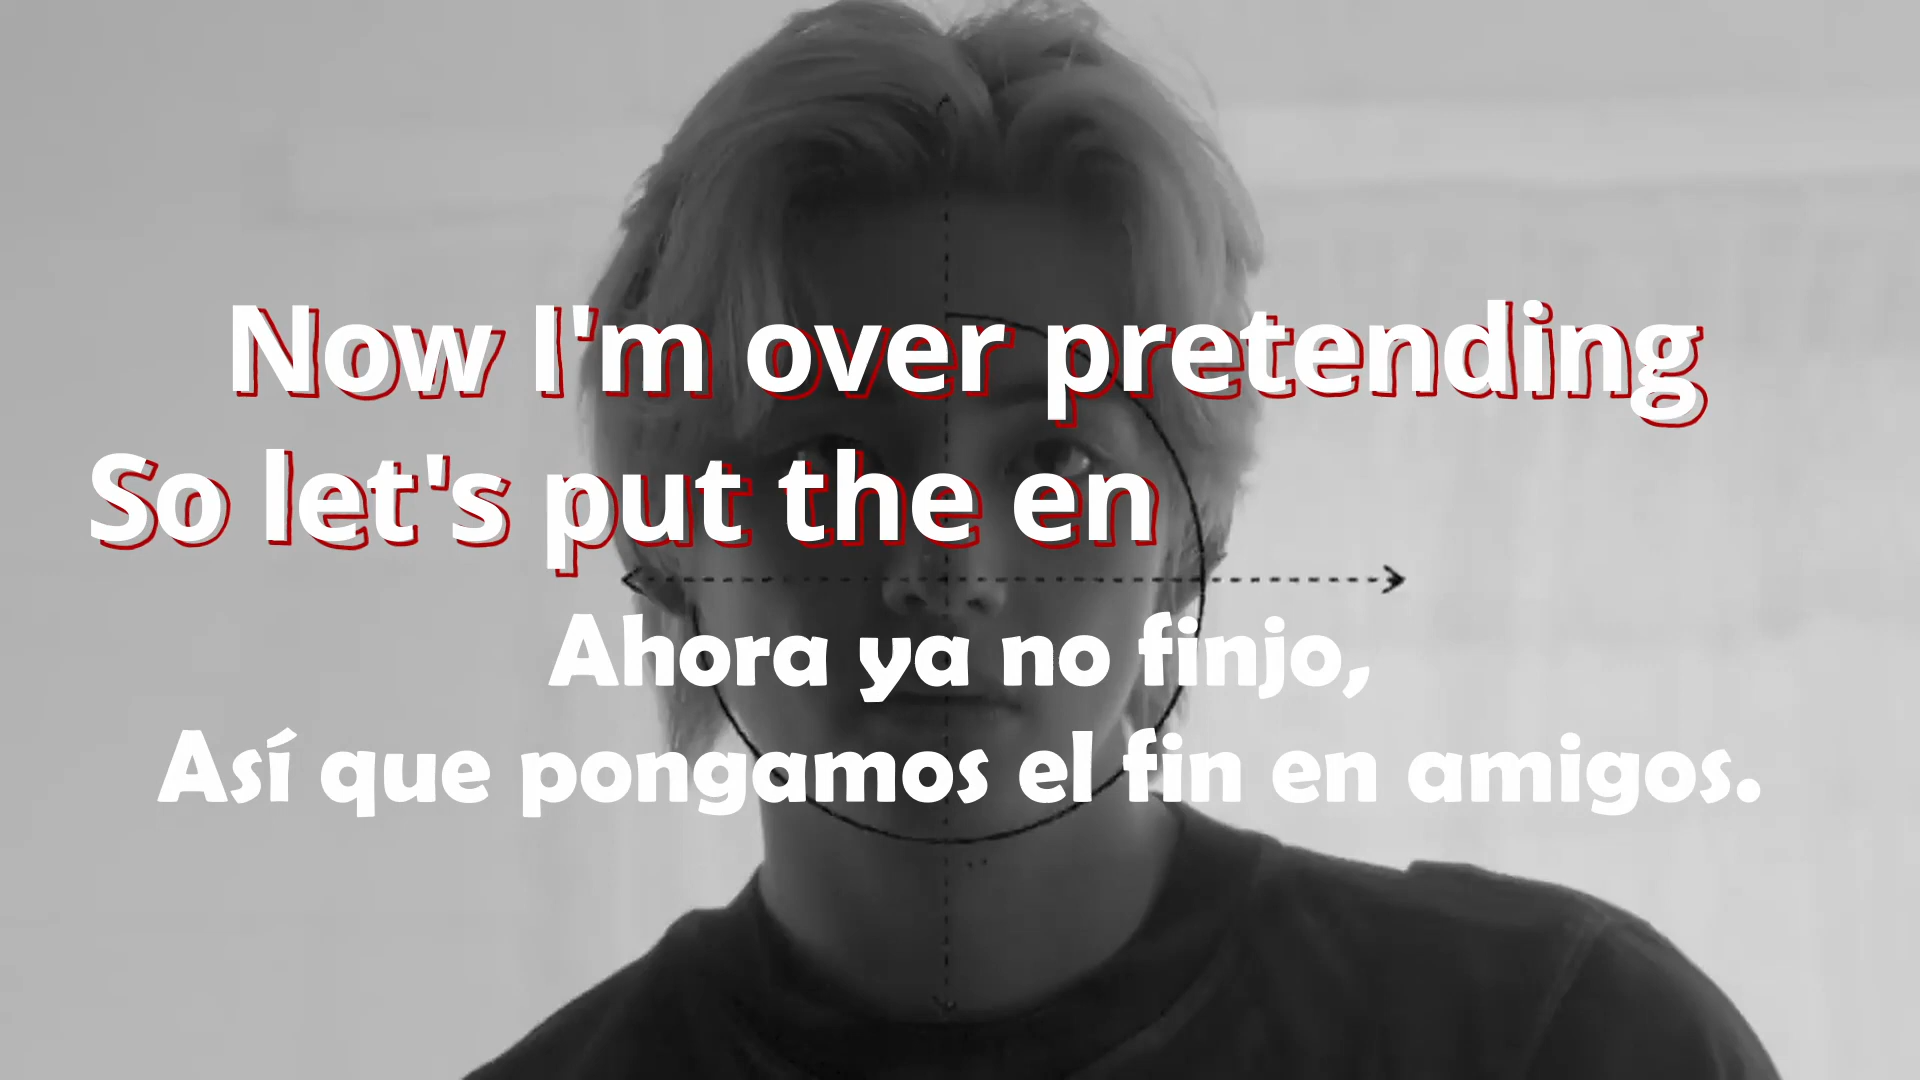 Now I'm over pretending
So let's put the en
Ahora ya no finjo,
Así que pongamos el fin en amigos.